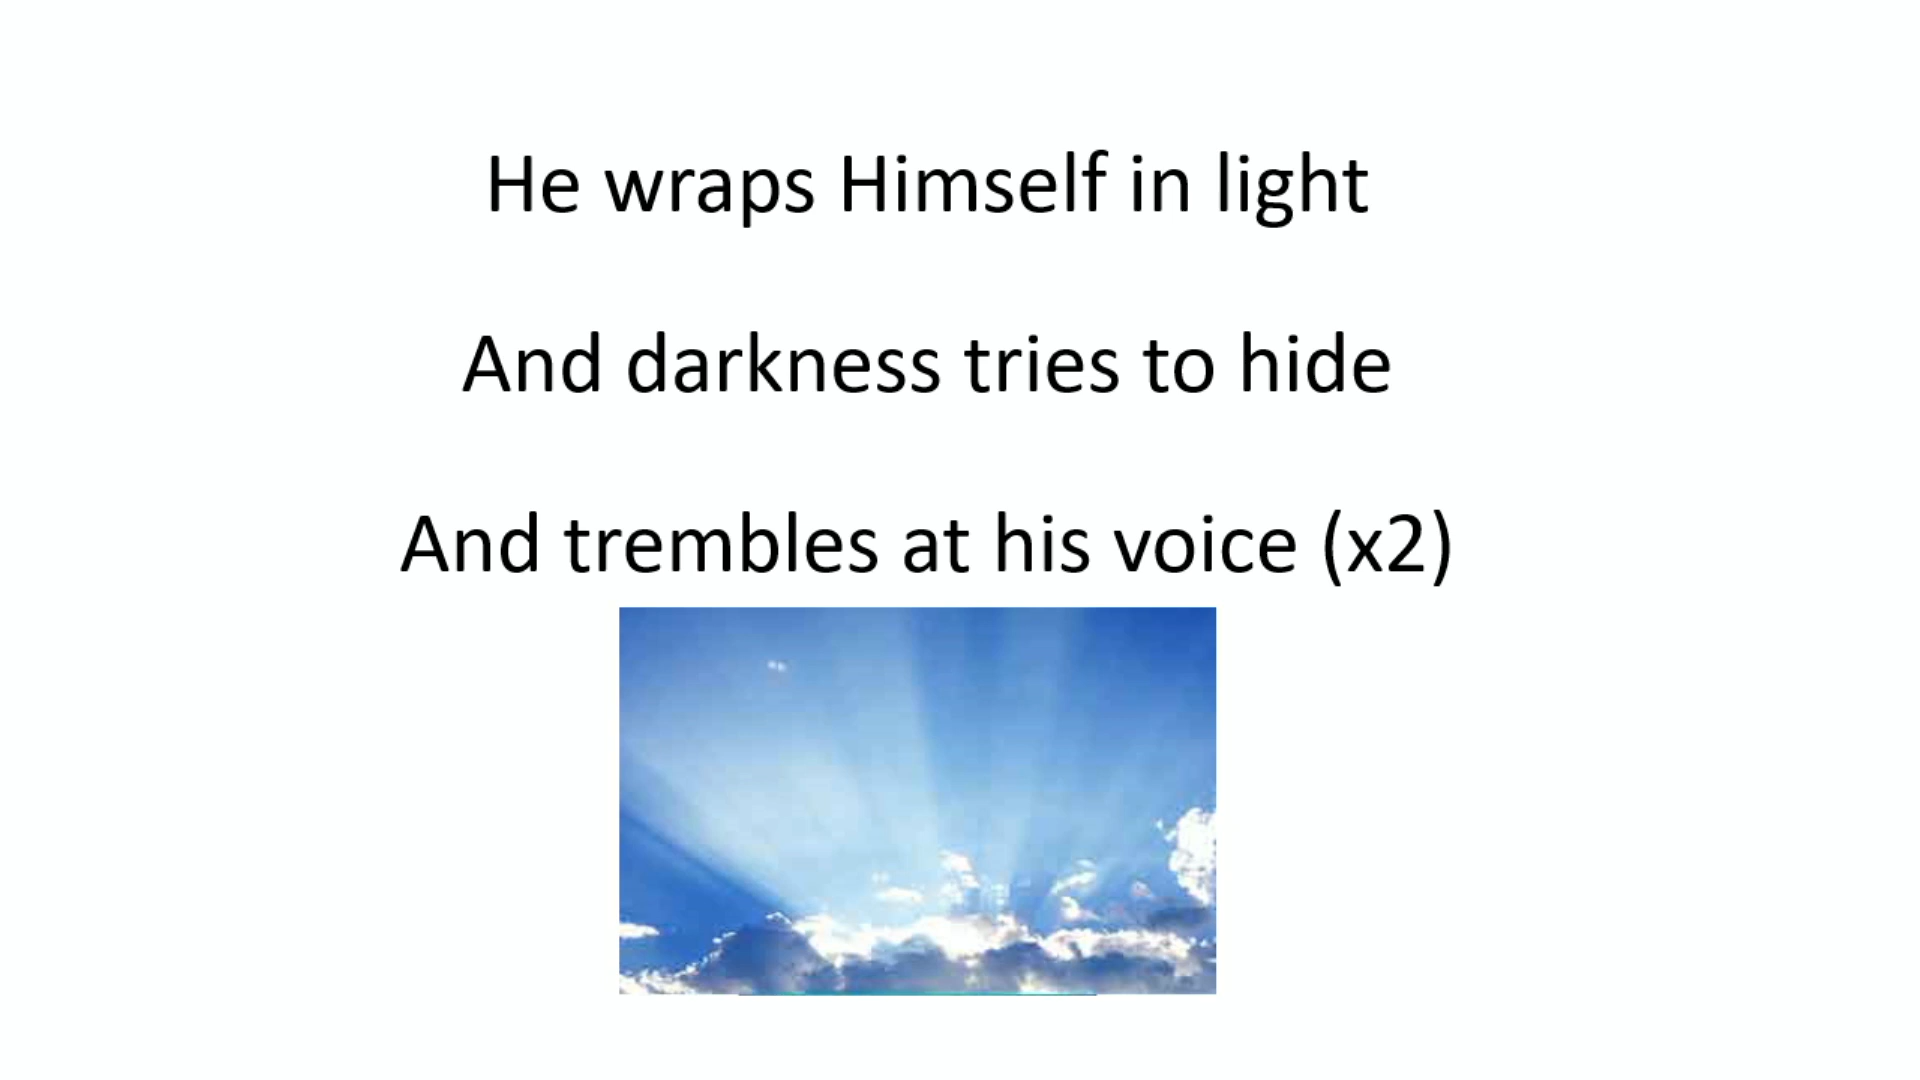 He wraps Himself in light
And darkness tries to hide
And trembles at his voice (x2)